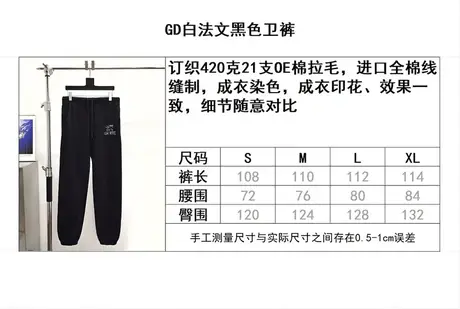 GD白法文黑色卫裤
订织420克21支OE棉拉毛，进口全棉线
缝制，成衣染色，成衣印花、效果一
致，细节随意对比
尺码 S M L XL
裤长 108 110 112 114
腰围 72 76 80 84
臀围 120 124 128 132
手工测量尺寸与实际尺寸之间存在0.5-1cm误差